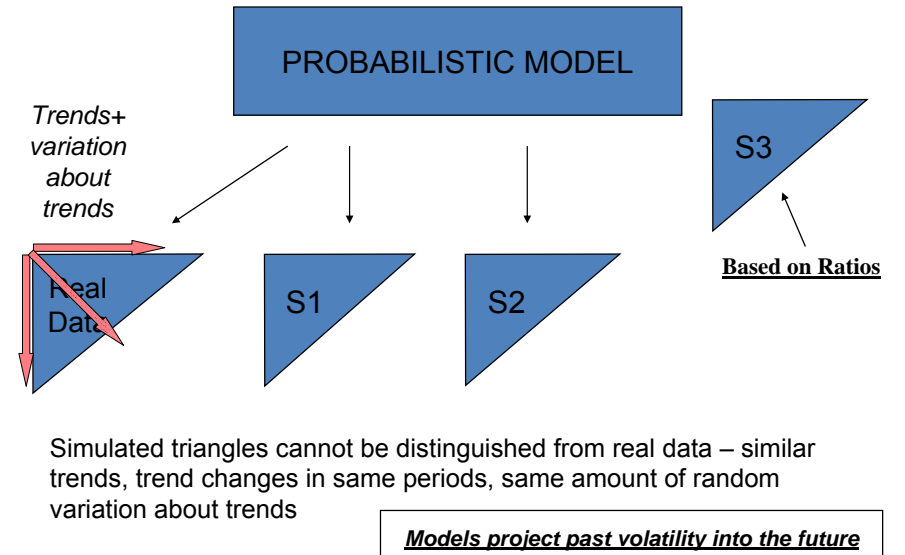 PROBABILISTIC MODEL
Trends+
variation
about
trends
S3
Based on Ratios
Real
Data
S1
S2
Simulated triangles cannot be distinguished from real data – similar
trends, trend changes in same periods, same amount of random
variation about trends
Models project past volatility into the future